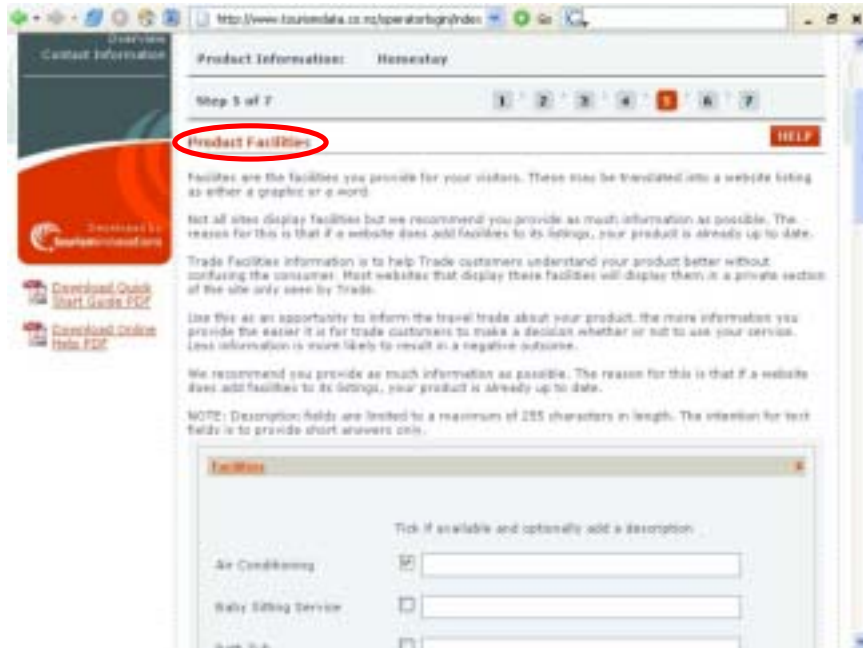 http://www.tourismdata.co.nz/operatorlogin/index
Go
Overview
Contact Information
Product Information: Homestay
Step 5 of 7
1 2 3 4 5 6 7
Product Facilities
HELP
Facilites are the facilities you provide for your visitors. These may be translated into a website listing
as either a graphic or a word.
Not all sites display facilities but we recommend you provide as much information as possible. The
reason for this is that if a website does add facilities to its listings, your product is already up to date.
Trade Facilities information is to help Trade customers understand your product better without
confusing the consumer. Most websites that display these facilities will display them in a private section
of the site only seen by Trade.
Use this as an opportunity to inform the travel trade about your product, the more information you
provide the easier it is for trade customers to make a decision whether or not to use your service.
Less information is more likely to result in a negative outcome.
We recommend you provide as much information as possible. The reason for this is that if a website
does add facilities to its listings, your product is already up to date.
NOTE: Description fields are limited to a maximum of 255 characters in length. The intention for text
fields is to provide short answers only.
Developed by
tourisminnovations
Download Quick
Start Guide PDF
Download Online
Help PDF
Facilities
Tick if available and optionally add a description
Air Conditioning
Baby Sitting Service
Bath Tub